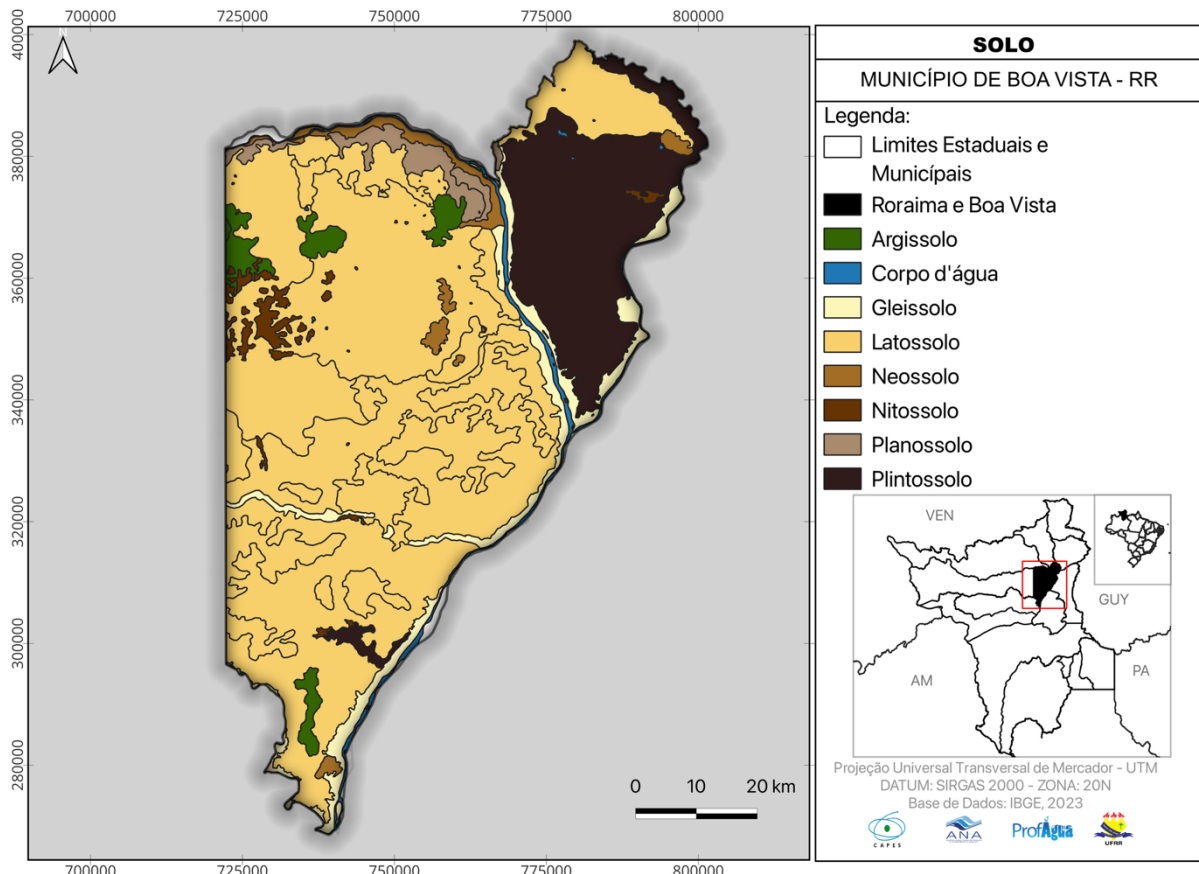 700000 725000 750000 775000 800000
400000
380000
360000
340000
320000
300000
280000
N
0 10 20 km
700000 725000 750000 775000 800000
SOLO
MUNICÍPIO DE BOA VISTA - RR
Legenda:
Limites Estaduais e
Municípais
Roraima e Boa Vista
Argissolo
Corpo d'água
Gleissolo
Latossolo
Neossolo
Nitossolo
Planossolo
Plintossolo
VEN
GUY
AM
PA
Projeção Universal Transversal de Mercador - UTM
DATUM: SIRGAS 2000 - ZONA: 20N
Base de Dados: IBGE, 2023
CAPES
ANA
ProfÁgua
UFRR